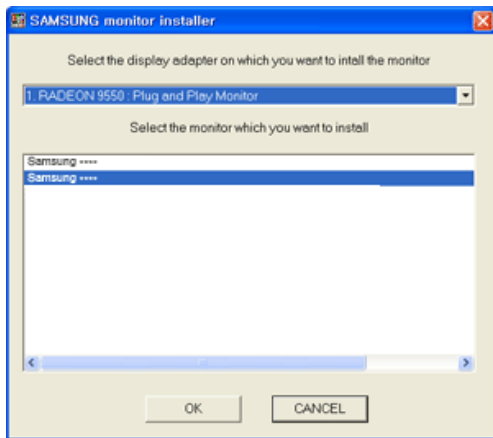 SAMSUNG monitor installer
Select the display adapter on which you want to intall the monitor
1. RADEON 9550 : Plug and Play Monitor
Select the monitor which you want to install
Samsung ----
Samsung ----
OK CANCEL